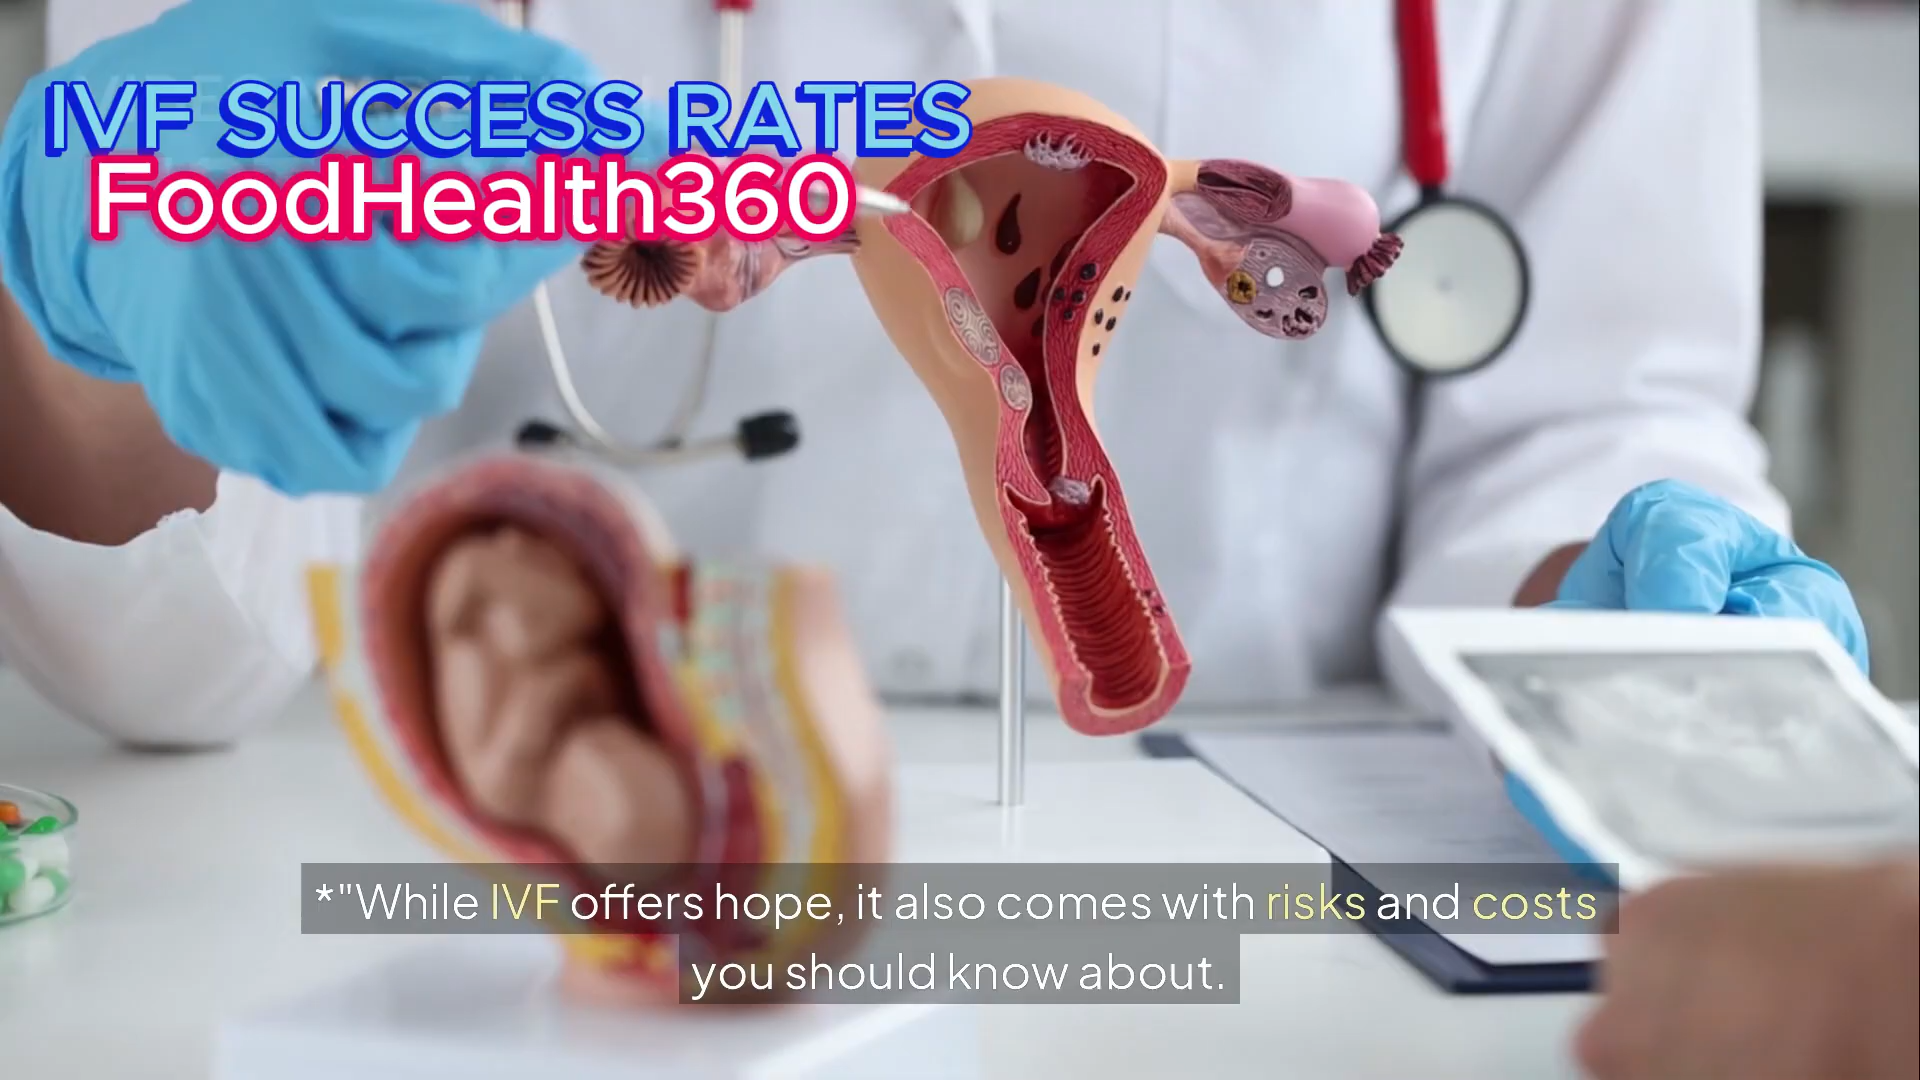 IVF SUCCESS RATES
FoodHealth360
*"While IVF offers hope, it also comes with risks and costs
you should know about.